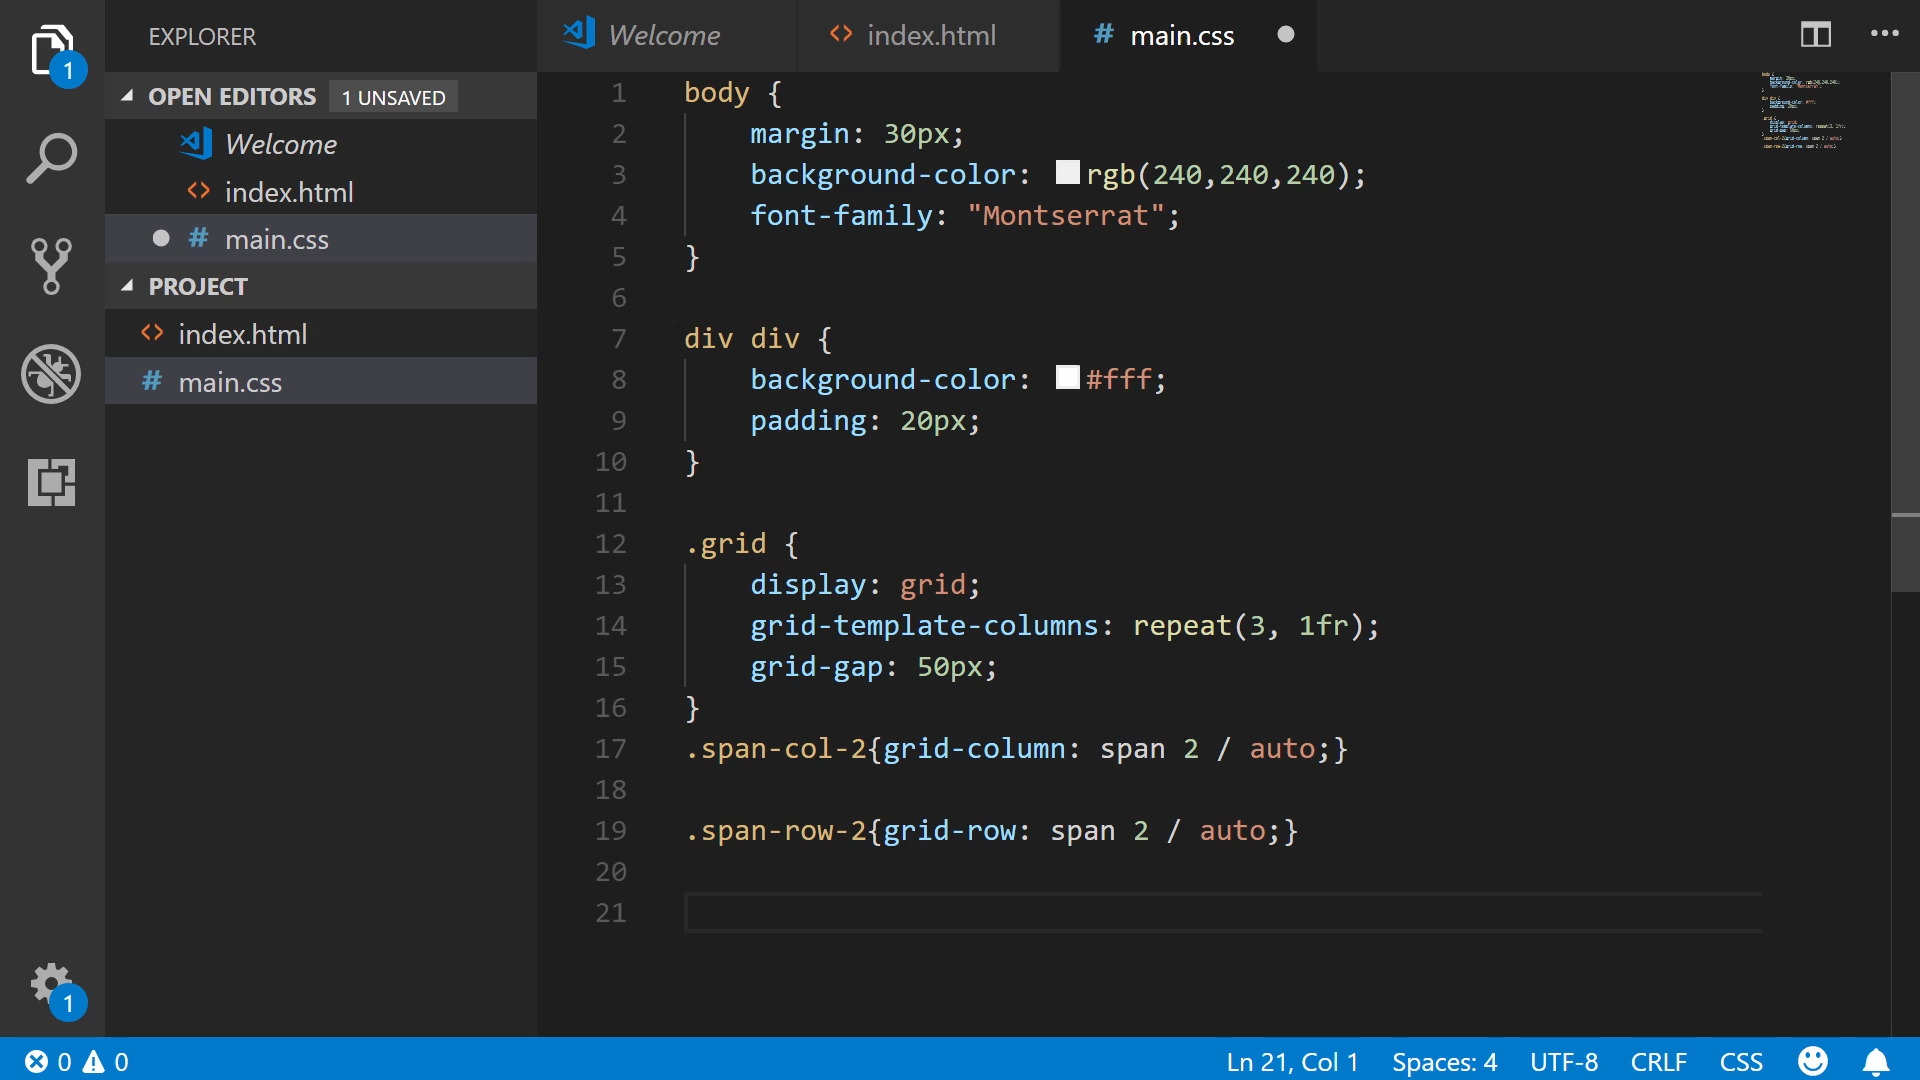 EXPLORER
Welcome
index.html
main.css
1
OPEN EDITORS
1 UNSAVED
Welcome
index.html
main.css
PROJECT
index.html
main.css
1 body {
2 margin: 30px;
3 background-color: rgb(240,240,240);
4 font-family: "Montserrat";
5 }
6
7 div div {
8 background-color: #fff;
9 padding: 20px;
10 }
11
12 .grid {
13 display: grid;
14 grid-template-columns: repeat(3, 1fr);
15 grid-gap: 50px;
16 }
17 .span-col-2{grid-column: span 2 / auto;}
18
19 .span-row-2{grid-row: span 2 / auto;}
20
21
1
0 0 Ln 21, Col 1 Spaces: 4 UTF-8 CRLF CSS